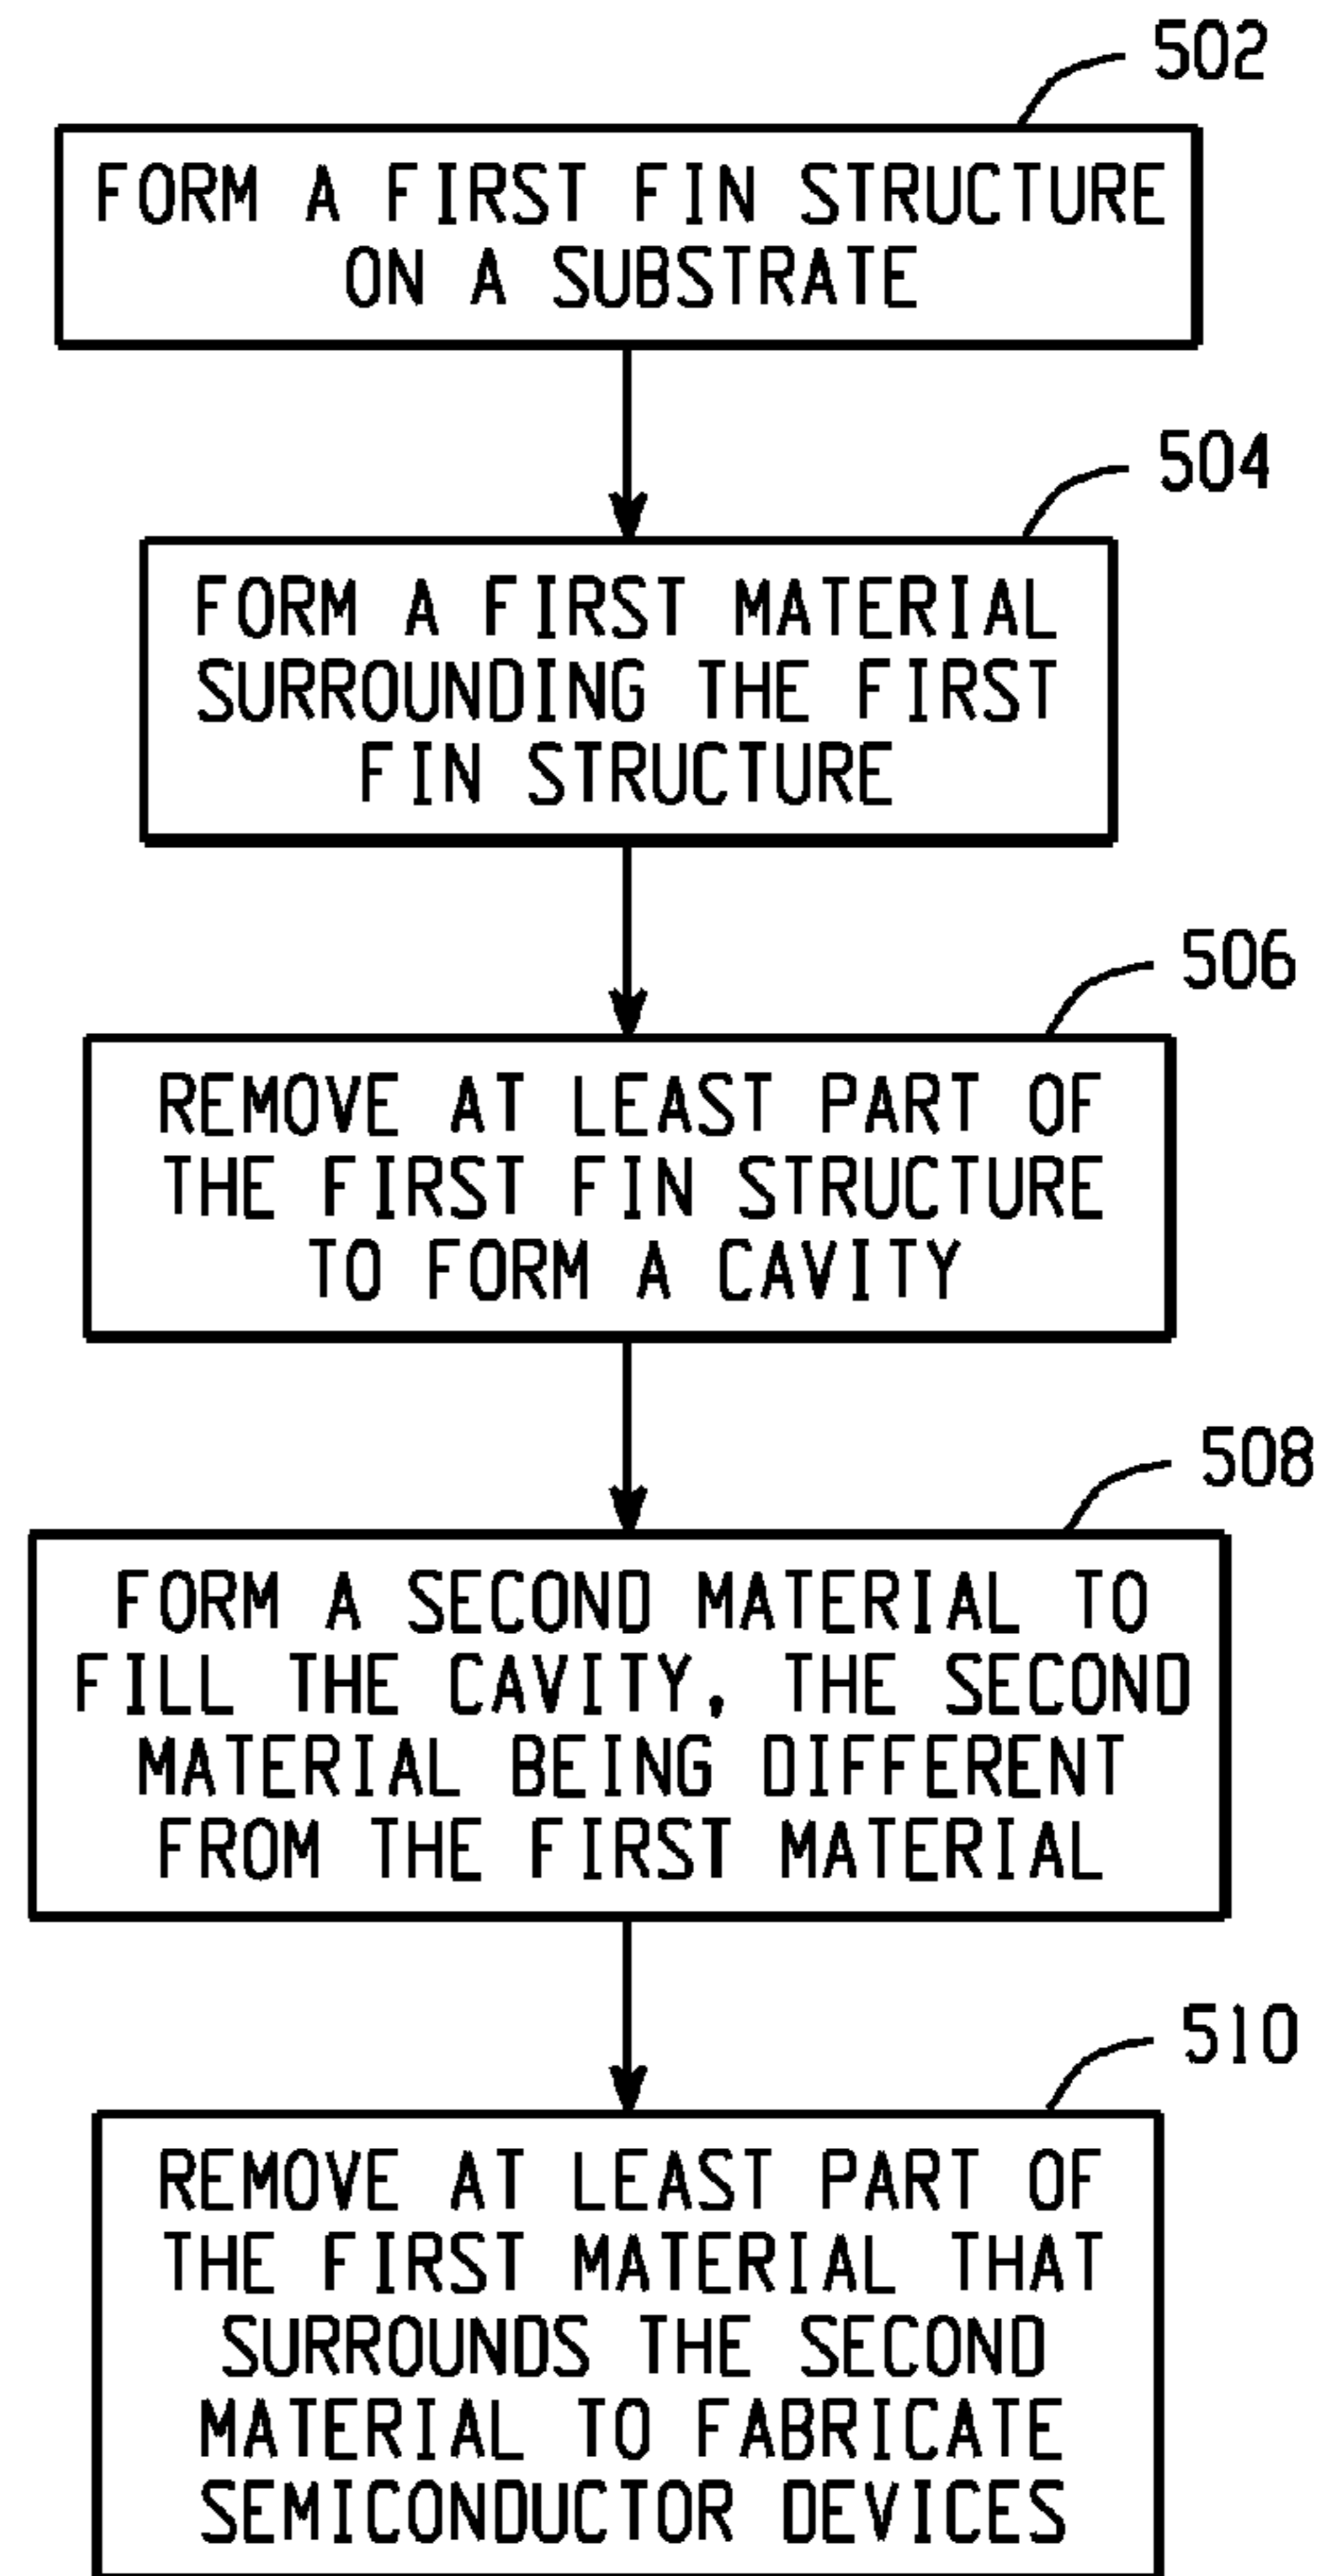 502
FORM A FIRST FIN STRUCTURE
ON A SUBSTRATE
504
FORM A FIRST MATERIAL
SURROUNDING THE FIRST
FIN STRUCTURE
506
REMOVE AT LEAST PART OF
THE FIRST FIN STRUCTURE
TO FORM A CAVITY
508
FORM A SECOND MATERIAL TO
FILL THE CAVITY, THE SECOND
MATERIAL BEING DIFFERENT
FROM THE FIRST MATERIAL
510
REMOVE AT LEAST PART OF
THE FIRST MATERIAL THAT
SURROUNDS THE SECOND
MATERIAL TO FABRICATE
SEMICONDUCTOR DEVICES